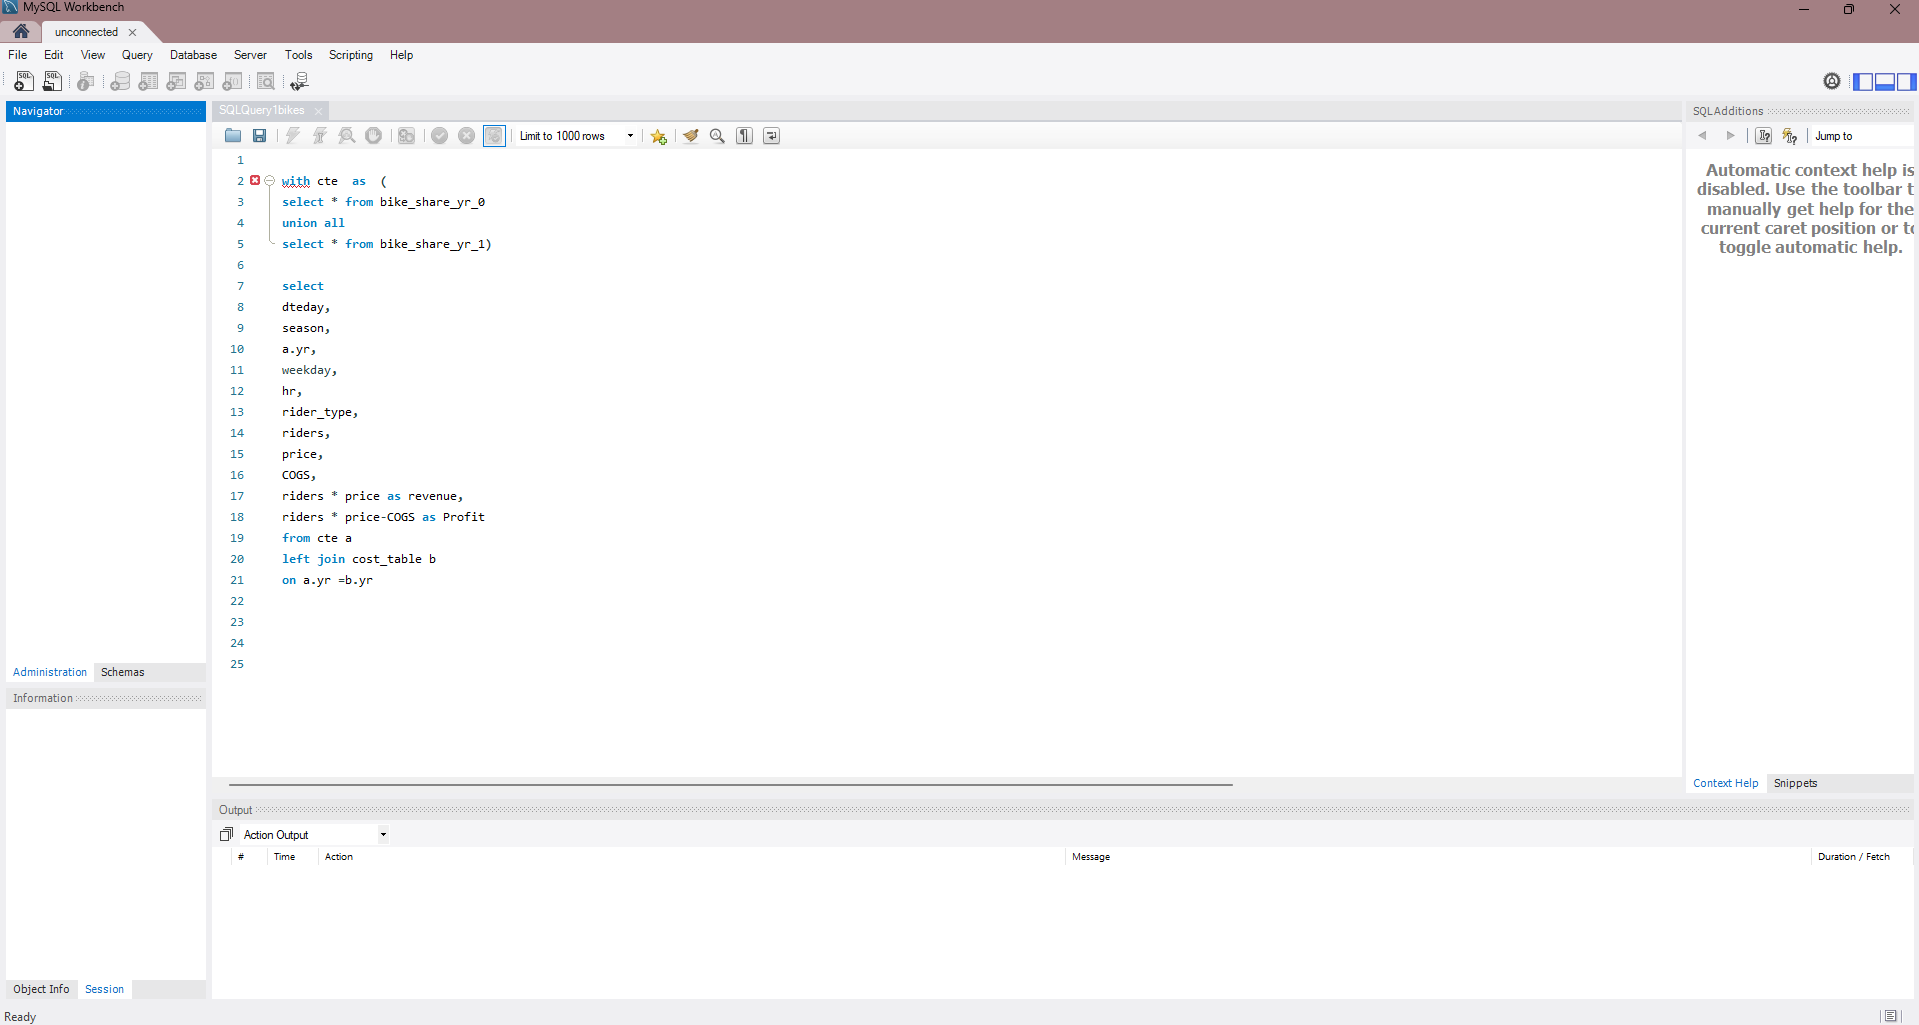 MySQL Workbench
unconnected
File Edit View Query Database Server Tools Scripting Help
Navigator
SQLQuery1bikes
SQLAdditions
Limit to 1000 rows
Jump to
1
2 with cte  as  (
3 select * from bike_share_yr_0
4 union all
5 select * from bike_share_yr_1)
6
7 select
8 dteday,
9 season,
10 a.yr,
11 weekday,
12 hr,
13 rider_type,
14 riders,
15 price,
16 COGS,
17 riders * price as revenue,
18 riders * price-COGS as Profit
19 from cte a
20 left join cost_table b
21 on a.yr =b.yr
22
23
24
25
Automatic context help is
disabled. Use the toolbar t
manually get help for the
current caret position or to
toggle automatic help.
Administration Schemas
Information
Context Help Snippets
Output
Action Output
# Time Action Message Duration / Fetch
Object Info Session
Ready